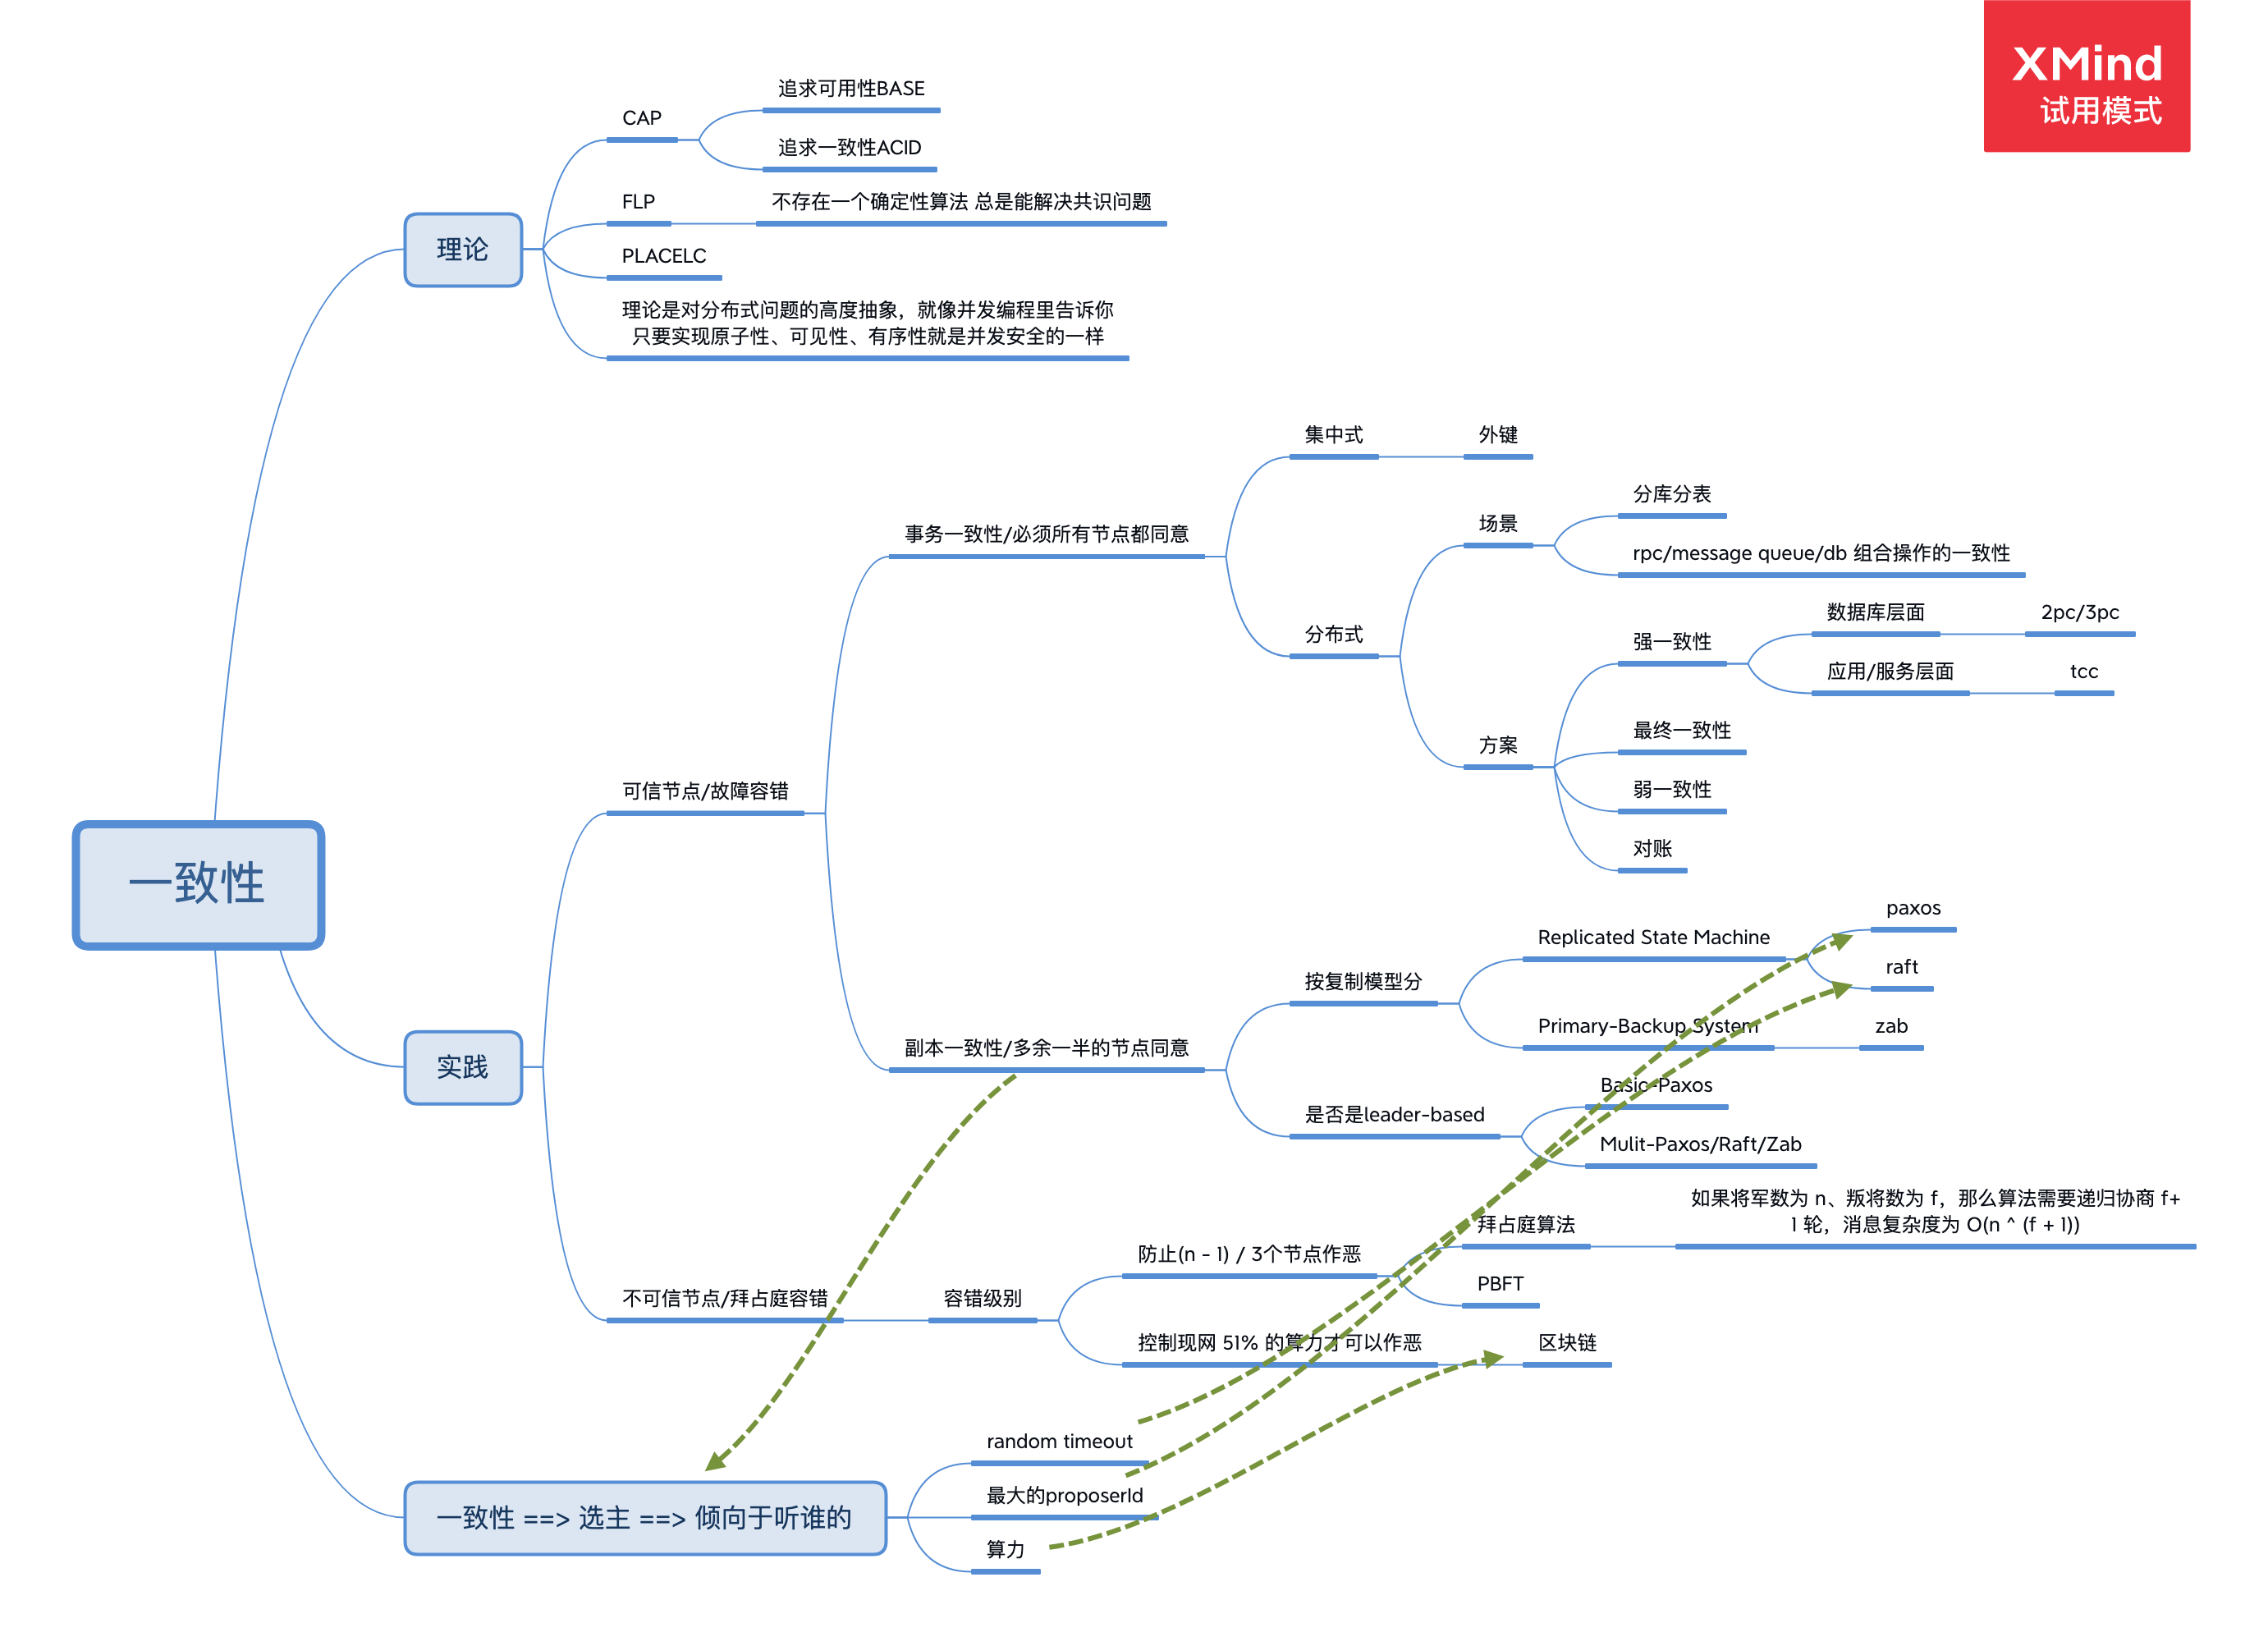 XMind
试用模式
一致性
理论
CAP
追求可用性BASE
追求一致性ACID
FLP
不存在一个确定性算法 总是能解决共识问题
PLACELC
理论是对分布式问题的高度抽象，就像并发编程里告诉你
只要实现原子性、可见性、有序性就是并发安全的一样
实践
可信节点/故障容错
事务一致性/必须所有节点都同意
集中式
外键
分布式
场景
分库分表
rpc/message queue/db 组合操作的一致性
方案
强一致性
数据库层面
2pc/3pc
应用/服务层面
tcc
最终一致性
弱一致性
对账
副本一致性/多余一半的节点同意
按复制模型分
Replicated State Machine
paxos
raft
Primary-Backup System
zab
是否是leader-based
Basic-Paxos
Mulit-Paxos/Raft/Zab
不可信节点/拜占庭容错
容错级别
防止(n - 1) / 3个节点作恶
拜占庭算法
如果将军数为 n、叛将数为 f，那么算法需要递归协商 f+
1 轮，消息复杂度为 O(n ^ (f + 1))
PBFT
控制现网 51% 的算力才可以作恶
区块链
一致性 ==> 选主 ==> 倾向于听谁的
random timeout
最大的proposerId
算力